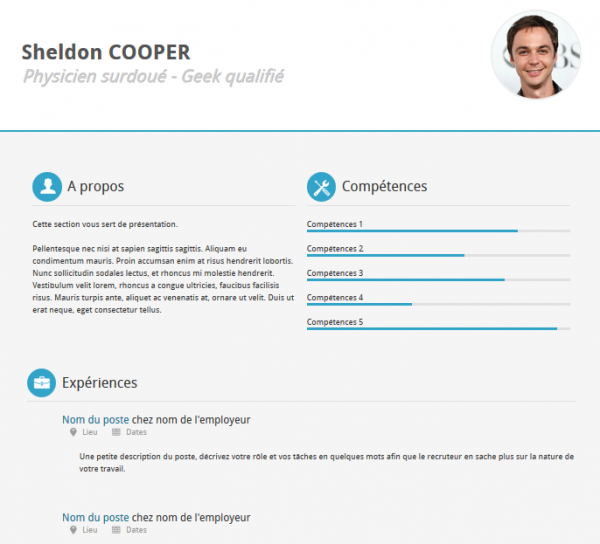 Sheldon COOPER
Physicien surdoué - Geek qualifié
A propos
Cette section vous sert de présentation.
Pellentesque nec nisi at sapien sagittis sagittis. Aliquam eu
condimentum mauris. Proin accumsan enim at risus hendrerit lobortis.
Nunc sollicitudin sodales lectus, et rhoncus mi molestie hendrerit.
Vestibulum velit lorem, rhoncus a congue ultricies, faucibus facilisis
risus. Mauris turpis ante, aliquet ac venenatis at, ornare ut velit. Duis ut
erat neque, eget consectetur tellus.
Compétences
Compétences 1
Compétences 2
Compétences 3
Compétences 4
Compétences 5
Expériences
Nom du poste chez nom de l'employeur
Lieu Dates
Une petite description du poste, décrivez votre rôle et vos tâches en quelques mots afin que le recruteur en sache plus sur la nature de
votre travail.
Nom du poste chez nom de l'employeur
Lieu Dates